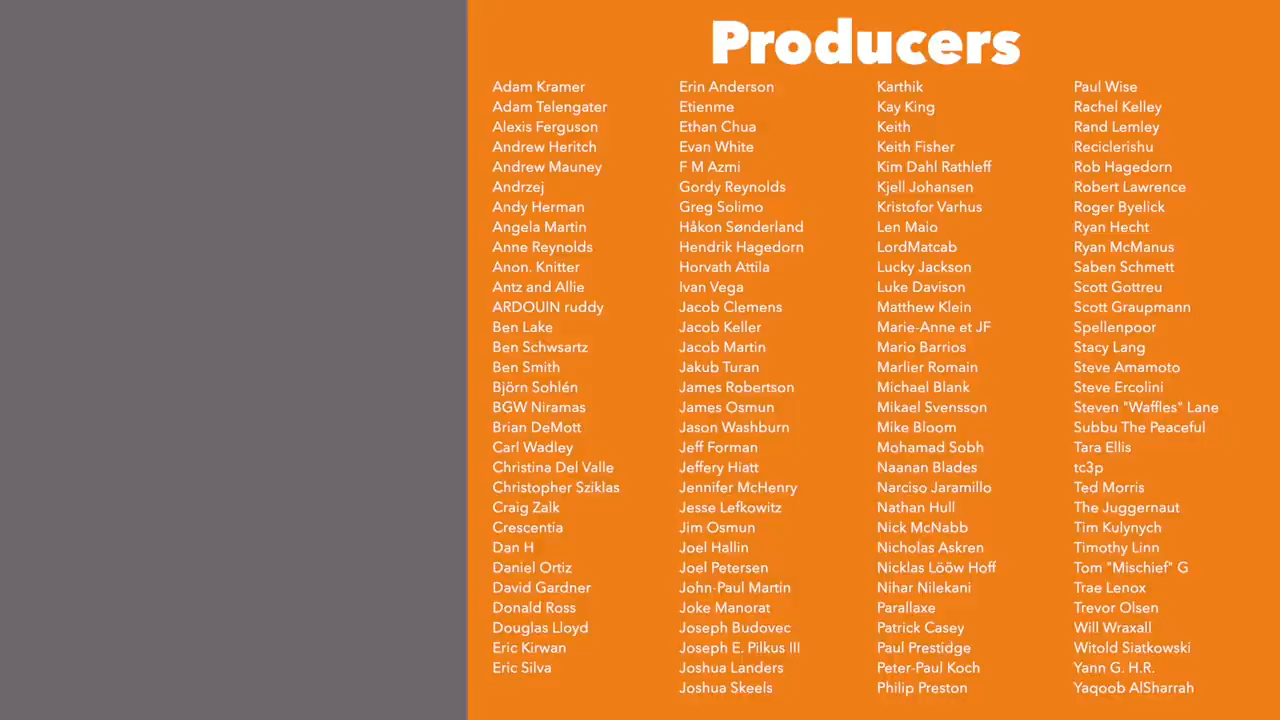 Producers
Adam Kramer
Adam Telengater
Alexis Ferguson
Andrew Heritch
Andrew Mauney
Andrzej
Andy Herman
Angela Martin
Anne Reynolds
Anon. Knitter
Antz and Allie
ARDOUIN ruddy
Ben Lake
Ben Schwsartz
Ben Smith
Björn Sohlén
BGW Niramas
Brian DeMott
Carl Wadley
Christina Del Valle
Christopher Sziklas
Craig Zalk
Crescentia
Dan H
Daniel Ortiz
David Gardner
Donald Ross
Douglas Lloyd
Eric Kirwan
Eric Silva
Erin Anderson
Etienme
Ethan Chua
Evan White
F M Azmi
Gordy Reynolds
Greg Solimo
Håkon Sønderland
Hendrik Hagedorn
Horvath Attila
Ivan Vega
Jacob Clemens
Jacob Keller
Jacob Martin
Jakub Turan
James Robertson
James Osmun
Jason Washburn
Jeff Forman
Jeffery Hiatt
Jennifer McHenry
Jesse Lefkowitz
Jim Osmun
Joel Hallin
Joel Petersen
John-Paul Martin
Joke Manorat
Joseph Budovec
Joseph E. Pilkus III
Joshua Landers
Joshua Skeels
Karthik
Kay King
Keith
Keith Fisher
Kim Dahl Rathleff
Kjell Johansen
Kristofor Varhus
Len Maio
LordMatcab
Lucky Jackson
Luke Davison
Matthew Klein
Marie-Anne et JF
Mario Barrios
Marlier Romain
Michael Blank
Mikael Svensson
Mike Bloom
Mohamad Sobh
Naanan Blades
Narciso Jaramillo
Nathan Hull
Nick McNabb
Nicholas Askren
Nicklas Lööw Hoff
Nihar Nilekani
Parallaxe
Patrick Casey
Paul Prestidge
Peter-Paul Koch
Philip Preston
Paul Wise
Rachel Kelley
Rand Lemley
Reciclerishu
Rob Hagedorn
Robert Lawrence
Roger Byelick
Ryan Hecht
Ryan McManus
Saben Schmett
Scott Gottreu
Scott Graupmann
Spellenpoor
Stacy Lang
Steve Amamoto
Steve Ercolini
Steven "Waffles" Lane
Subbu The Peaceful
Tara Ellis
tc3p
Ted Morris
The Juggernaut
Tim Kulynych
Timothy Linn
Tom "Mischief" G
Trae Lenox
Trevor Olsen
Will Wraxall
Witold Siatkowski
Yann G. H.R.
Yaqoob AlSharrah